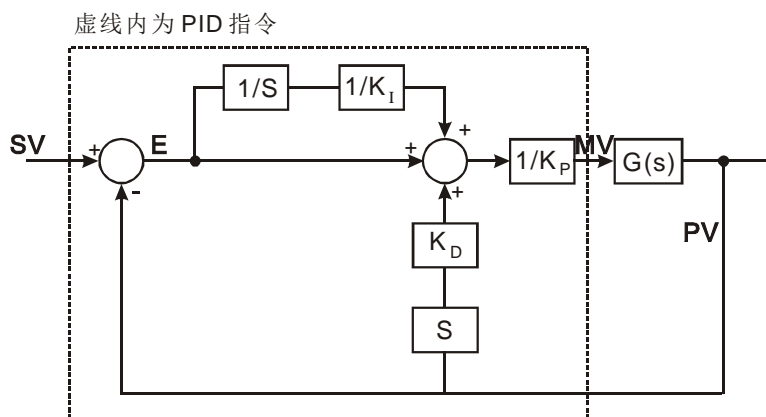 虚线内为 PID 指令
1/S
1/K_I
SV
+
E
+
+
MV
1/K_P
G(s)
-
+
PV
K_D
S